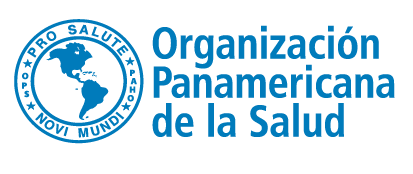 PRO SALUTE
OPS
PAHO
NOVI MUNDI
Organización
Panamericana
de la Salud